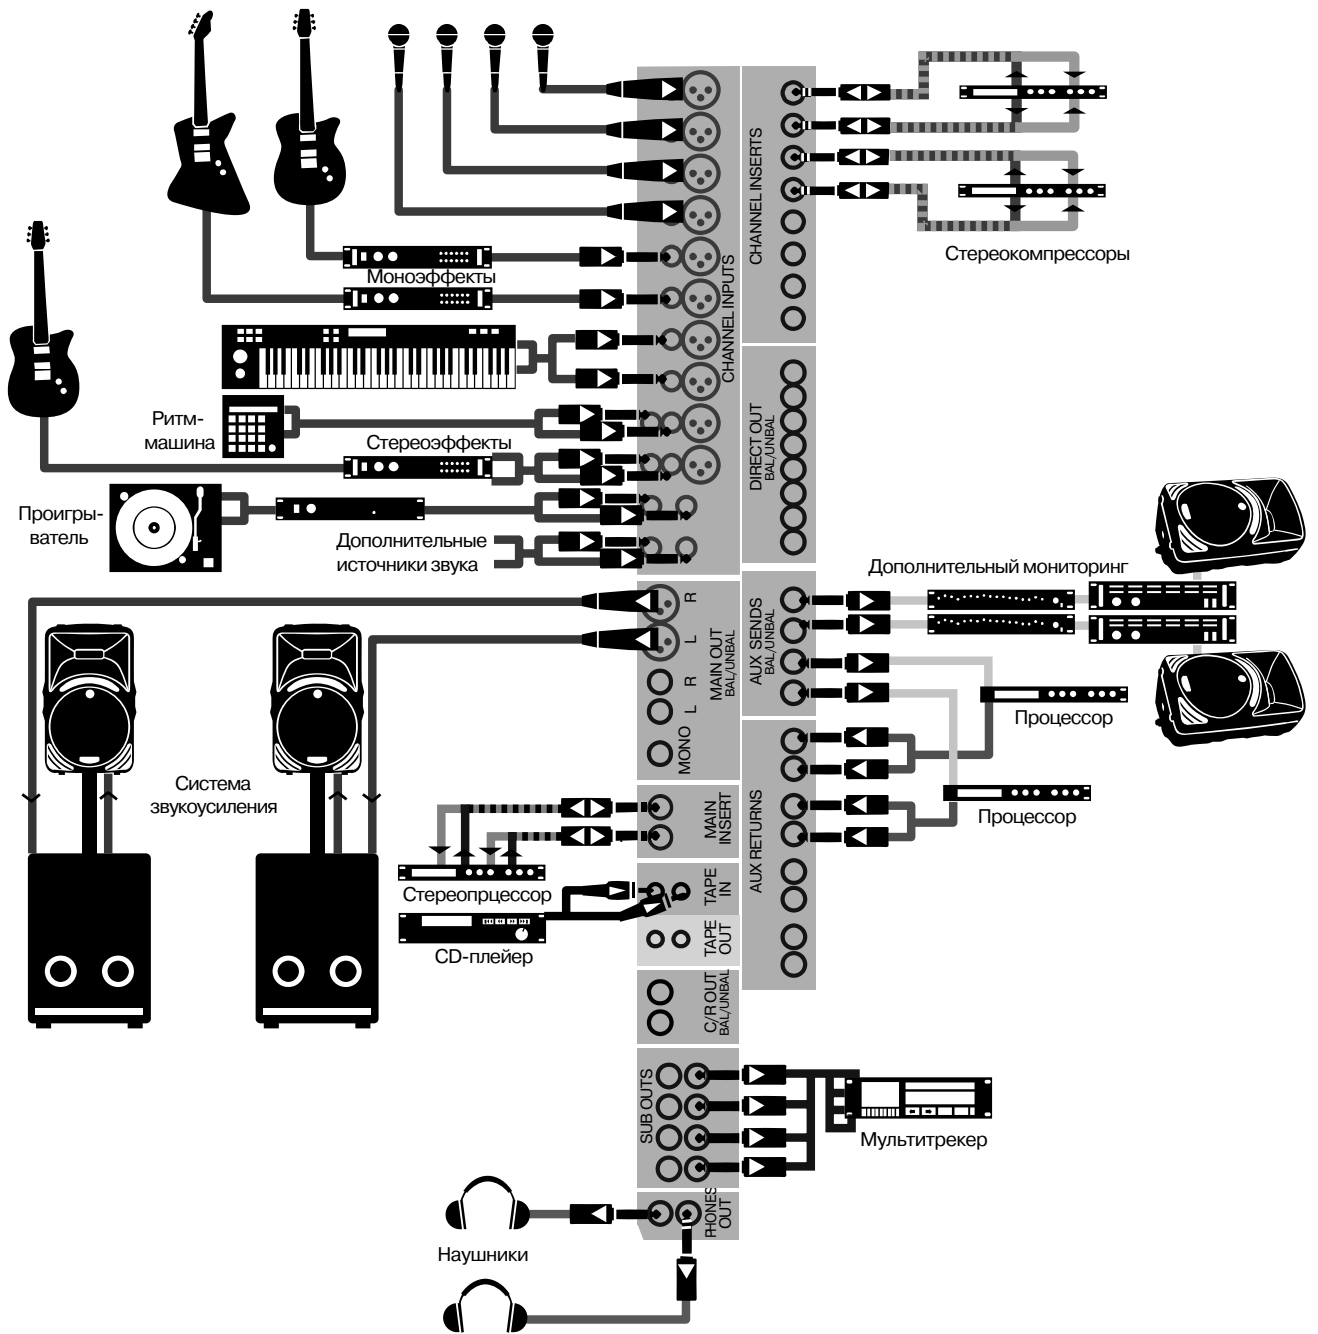 CHANNEL INPUTS
CHANNEL INSERTS
Стереокомпрессоры
Моноэффекты
Ритм-
машина
Стереоэффекты
Проигры-
ватель
Дополнительные
источники звука
DIRECT OUT
BAL/UNBAL
Дополнительный мониторинг
AUX SENDS
BAL/UNBAL
R
L
R
L
MONO
MAIN OUT
BAL/UNBAL
Процессор
Процессор
Система
звукоусиления
AUX RETURNS
MAIN
INSERT
Стереопрцессор
TAPE
IN
CD-плейер
TAPE
OUT
C/R OUT
BAL/UNBAL
SUB OUTS
Мультитрекер
PHONES
OUT
Наушники